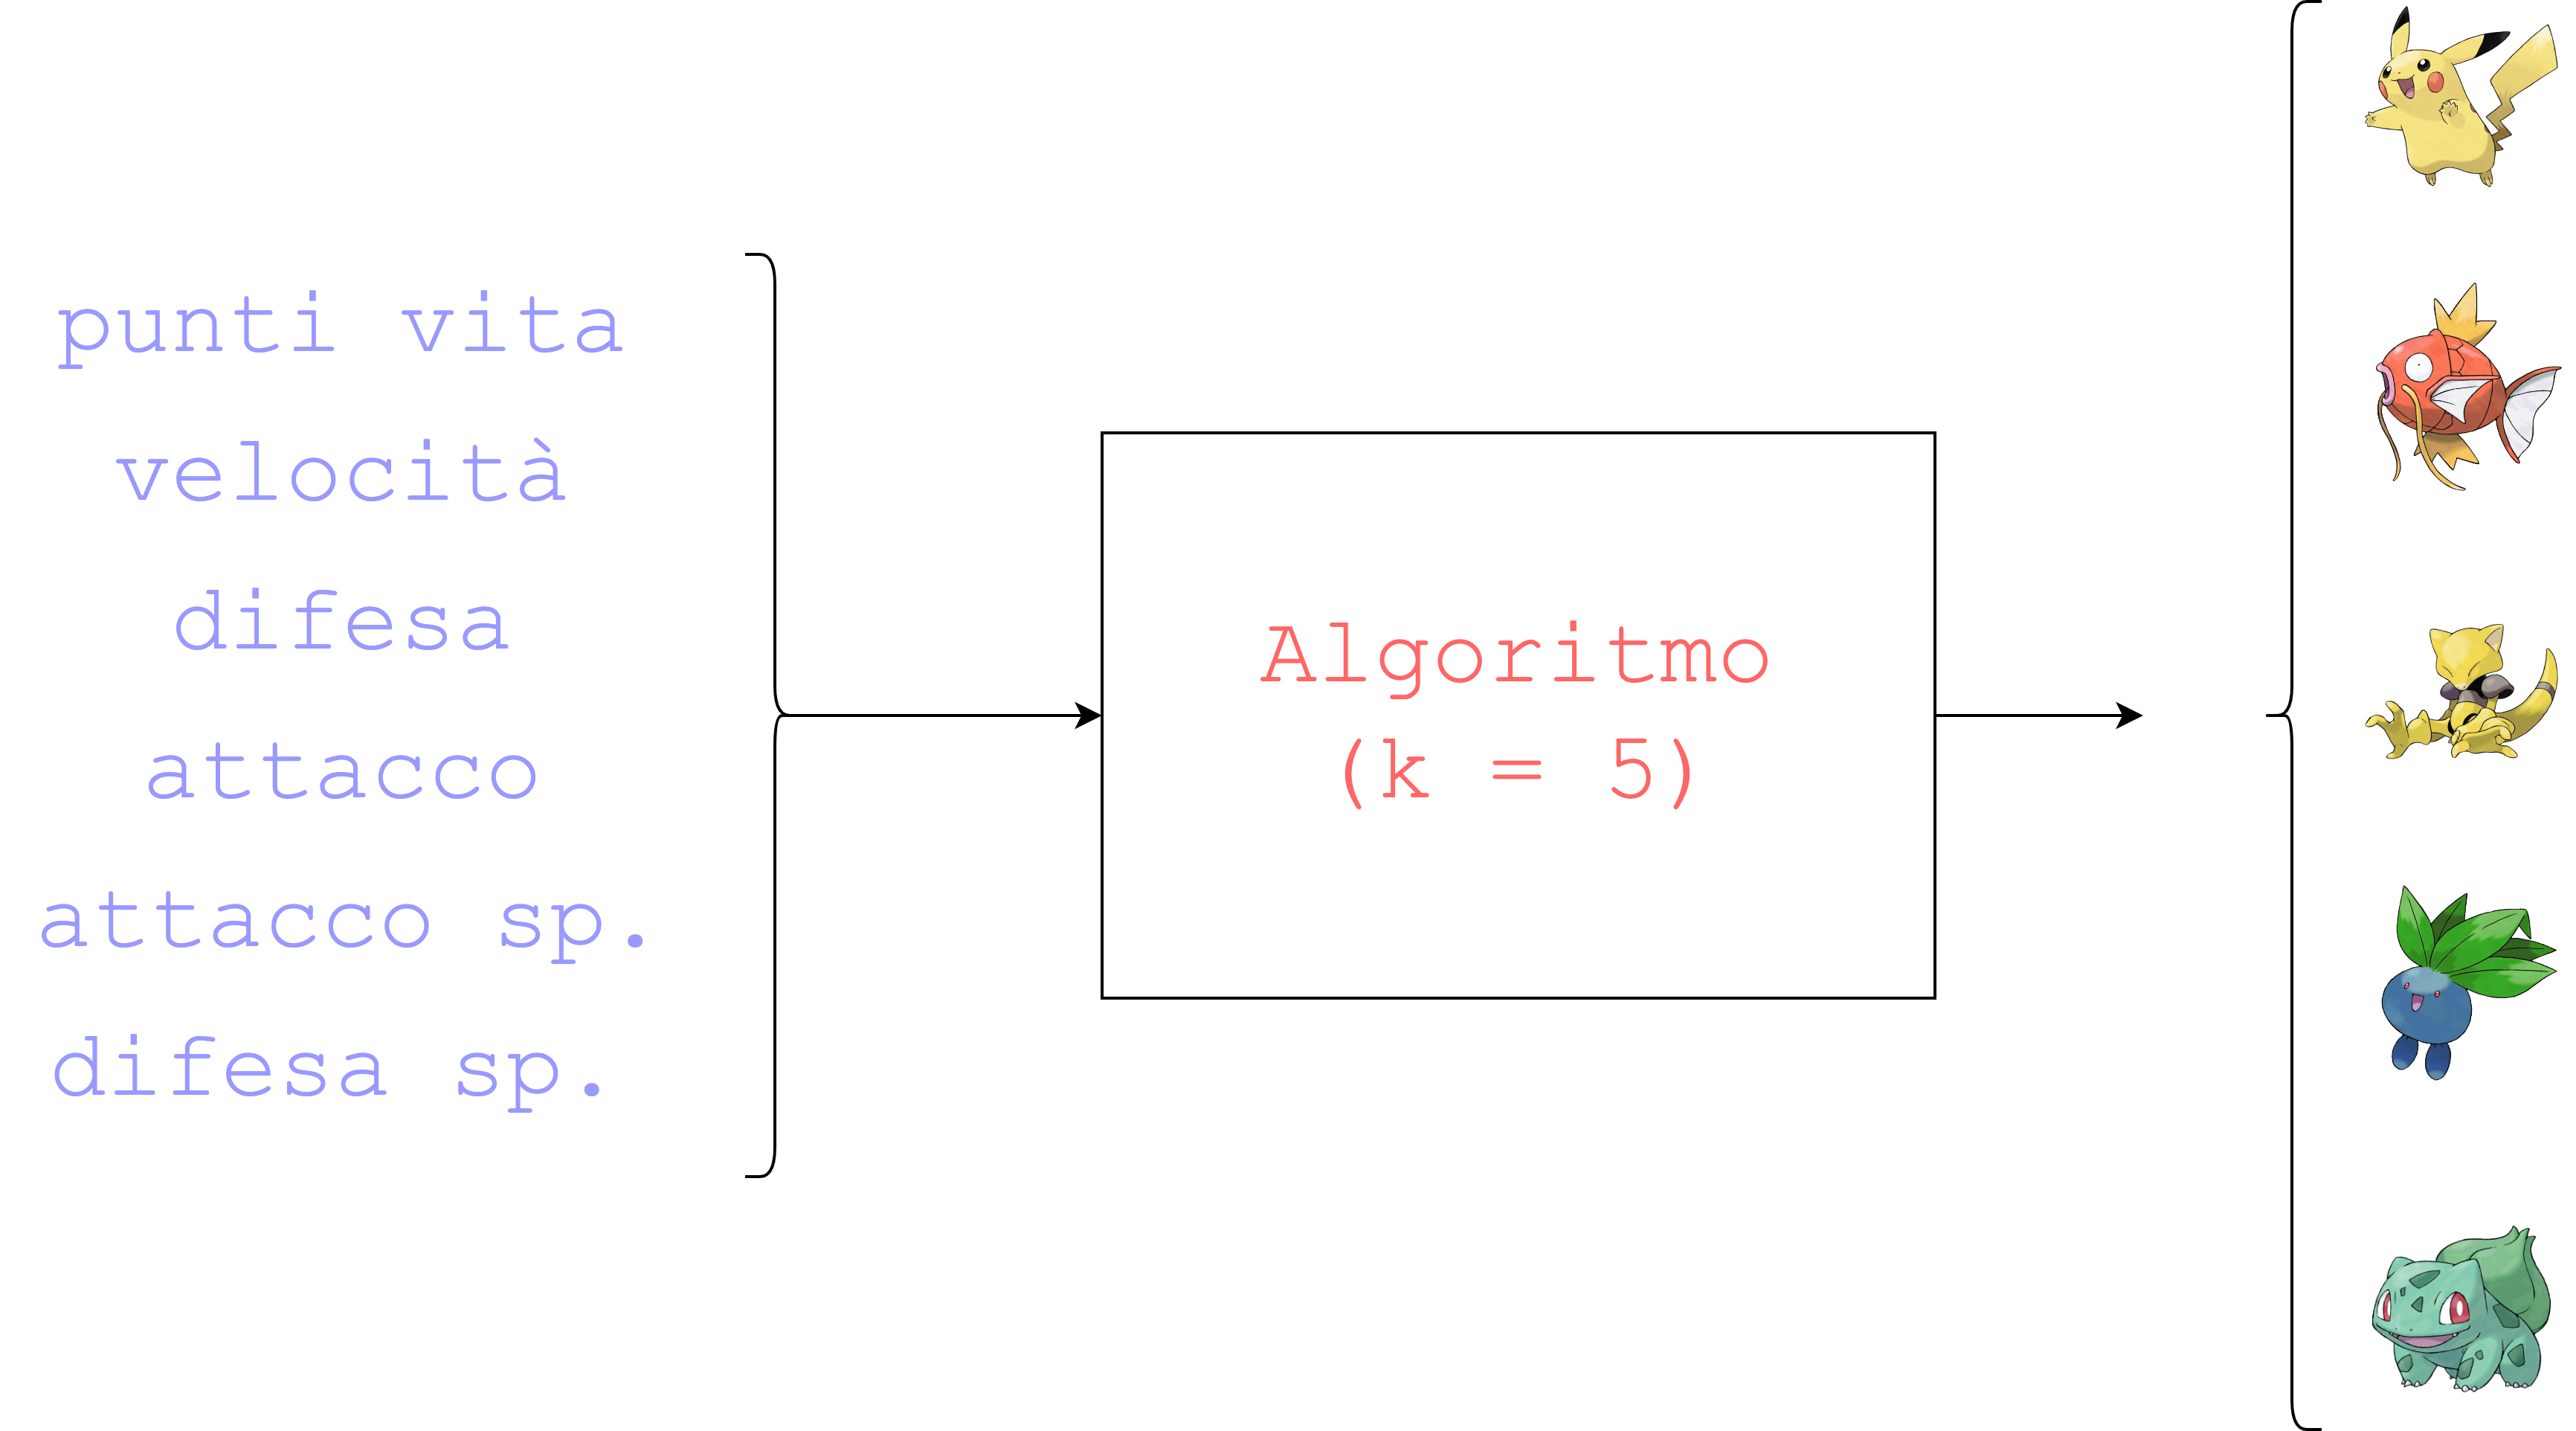 punti vita
velocità
difesa
attacco
attacco sp.
difesa sp.
Algoritmo
(k = 5)